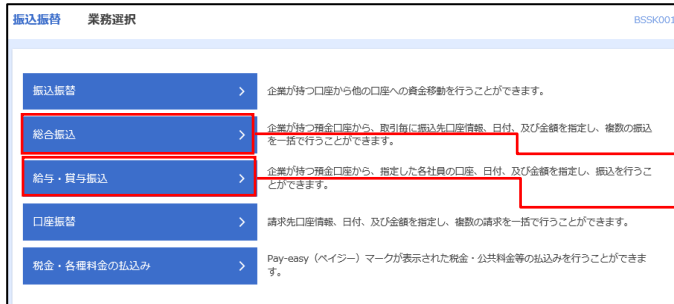 振込振替 業務選択 BSSK001
振込振替 企業が持つ口座から他の口座への資金移動を行うことができます。
総合振込 企業が持つ預金口座から、取引毎に振込先口座情報、日付、及び金額を指定し、複数の振込
を一括で行うことができます。
給与・賞与振込 企業が持つ預金口座から、指定した各社員の口座、日付、及び金額を指定し、振込を行うこ
とができます。
口座振替 請求先口座情報、日付、及び金額を指定し、複数の請求を一括で行うことができます。
税金・各種料金の払込み Pay-easy（ペイジー）マークが表示された税金・公共料金等の払込みを行うことができま
す。